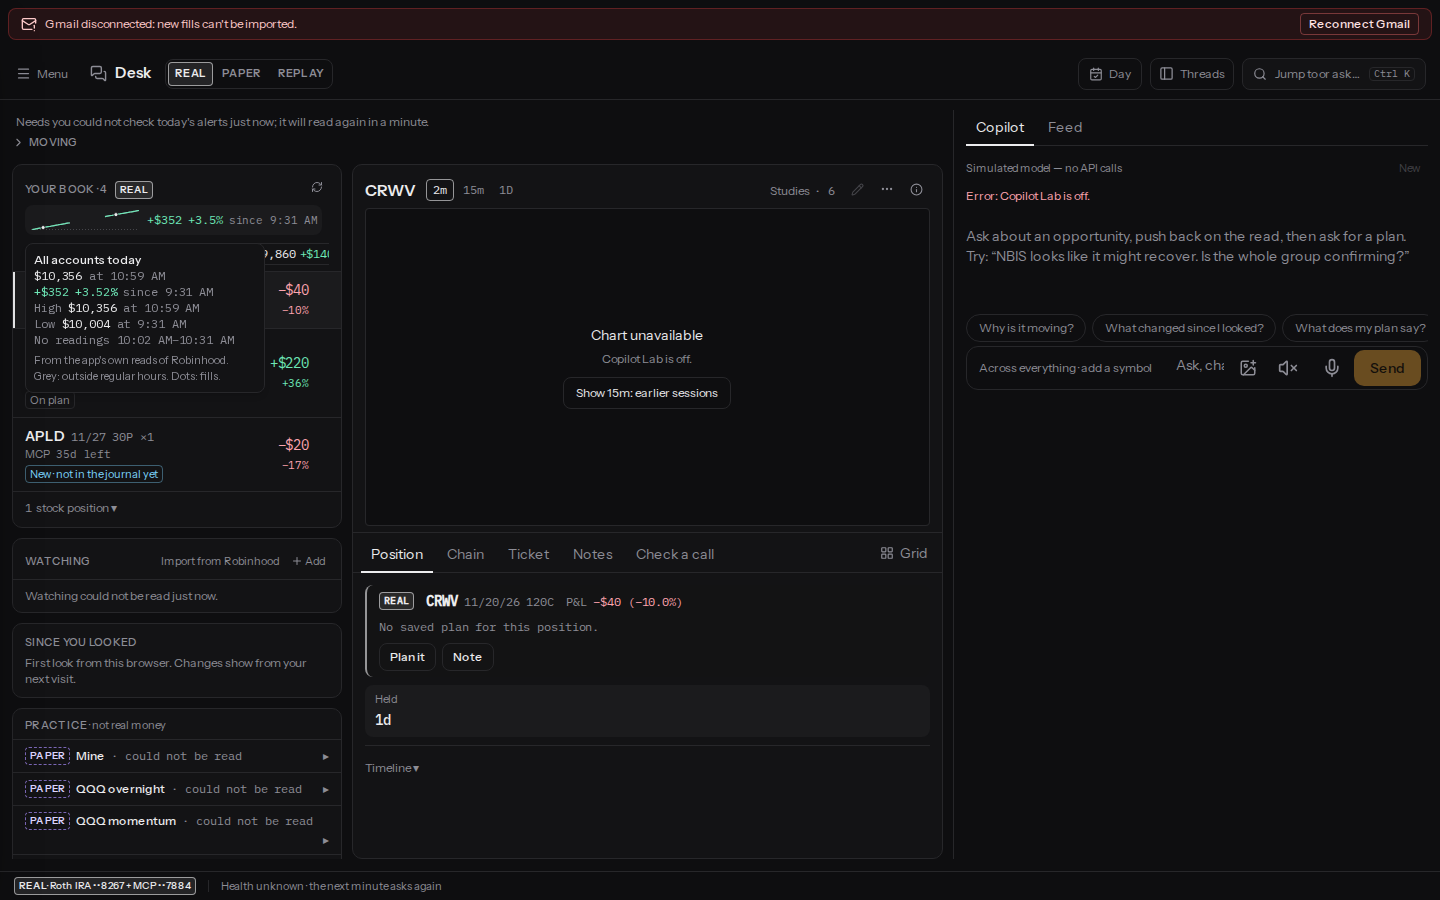 Gmail disconnected: new fills can't be imported.
Reconnect Gmail
Menu
Desk
REAL
PAPER
REPLAY
Day
Threads
Jump to or ask...
Ctrl K
Needs you could not check today's alerts just now; it will read again in a minute.
MOVING
YOUR BOOK · 4
REAL
+$352 +3.5% since 9:31 AM
,860 +$140
All accounts today
$10,356 at 10:59 AM
+$352 +3.52% since 9:31 AM
High $10,356 at 10:59 AM
Low $10,004 at 9:31 AM
No readings 10:02 AM–10:31 AM
From the app's own reads of Robinhood.
Grey: outside regular hours. Dots: fills.
−$40
−10%
+$220
+36%
On plan
APLD 11/27 30P ×1
MCP 35d left
New · not in the journal yet
−$20
−17%
1 stock position ▾
WATCHING
Import from Robinhood
+ Add
Watching could not be read just now.
SINCE YOU LOOKED
First look from this browser. Changes show from your
next visit.
PRACTICE · not real money
PAPER Mine · could not be read ▸
PAPER QQQ overnight · could not be read ▸
PAPER QQQ momentum · could not be read
▸
CRWV
2m
15m
1D
Studies · 6
Chart unavailable
Copilot Lab is off.
Show 15m: earlier sessions
Position
Chain
Ticket
Notes
Check a call
Grid
REAL CRWV 11/20/26 120C P&L −$40 (−10.0%)
No saved plan for this position.
Plan it
Note
Held
1d
Timeline ▾
Copilot
Feed
Simulated model — no API calls
New
Error: Copilot Lab is off.
Ask about an opportunity, push back on the read, then ask for a plan.
Try: “NBIS looks like it might recover. Is the whole group confirming?”
Why is it moving?
What changed since I looked?
What does my plan say?
Across everything · add a symbol
Ask, cha
Send
REAL · Roth IRA ··8267 + MCP ··7884
Health unknown · the next minute asks again